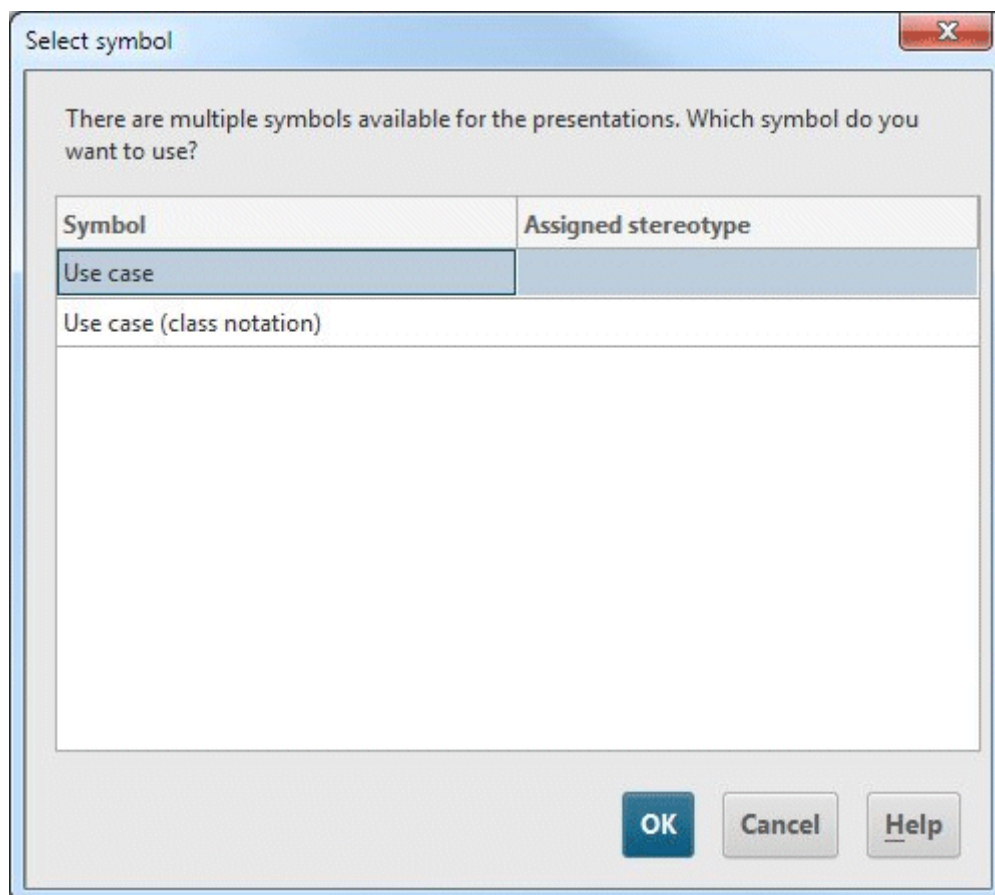 Select symbol
There are multiple symbols available for the presentations. Which symbol do you
want to use?
Symbol Assigned stereotype
Use case
Use case (class notation)
OK Cancel Help